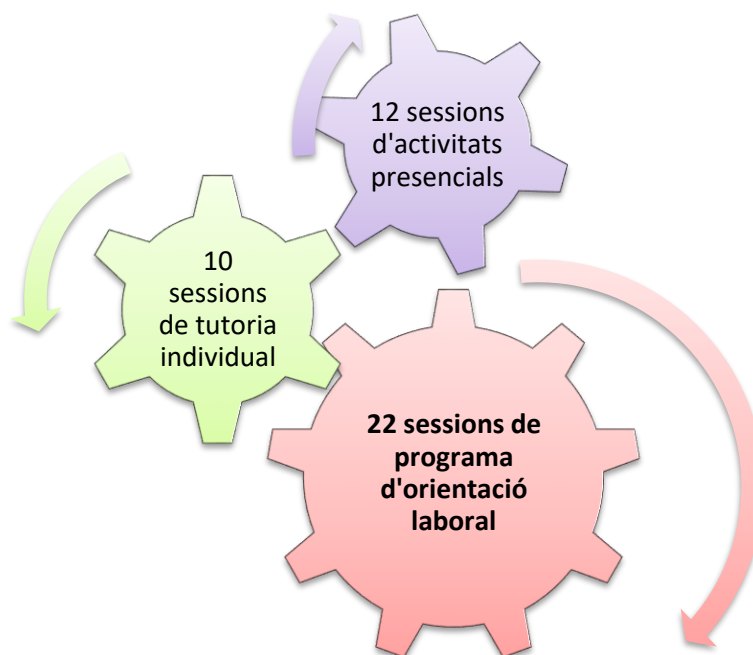 12 sessions
d'activitats
presencials
10
sessions
de tutoria
individual
22 sessions de
programa
d'orientació
laboral